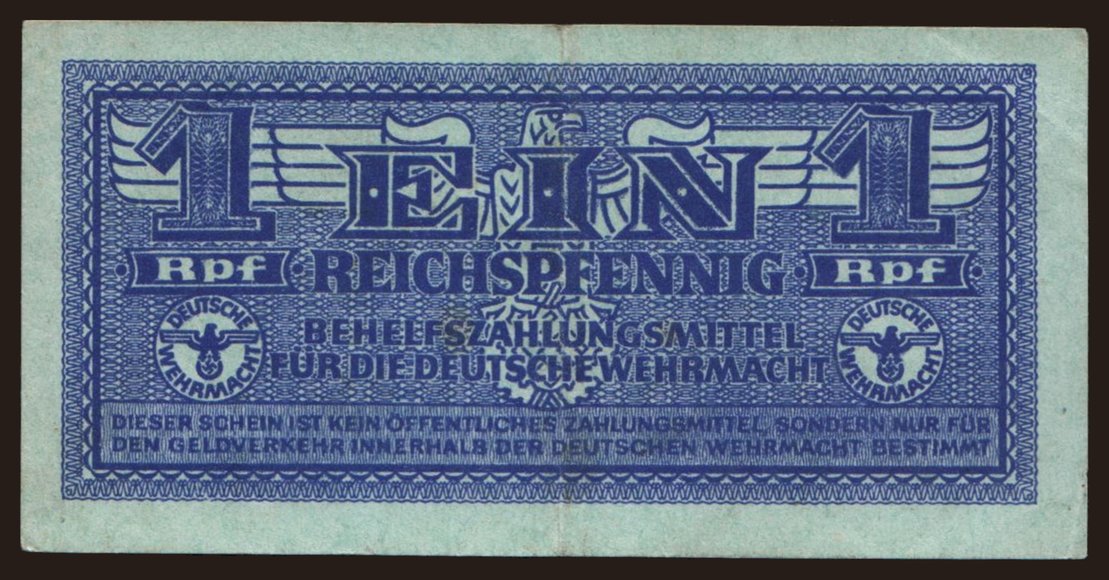 1 EIN 1
Rpf REICHSPFENNIG Rpf
BEHELFSZAHLUNGSMITTEL
FÜR DIE DEUTSCHE WEHRMACHT
DEUTSCHE WEHRMACHT
DEUTSCHE WEHRMACHT
DIESER SCHEIN IST KEIN ÖFFENTLICHES ZAHLUNGSMITTEL, SONDERN NUR FÜR
DEN GELDVERKEHR INNERHALB DER DEUTSCHEN WEHRMACHT BESTIMMT